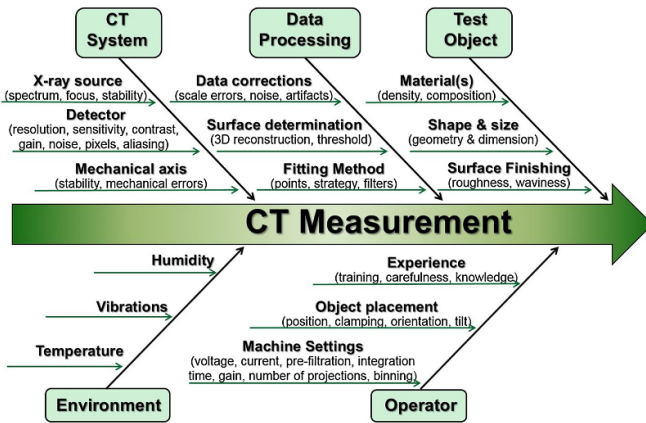 CT
System
Data
Processing
Test
Object
X-ray source
(spectrum, focus, stability)
Detector
(resolution, sensitivity, contrast,
gain, noise, pixels, aliasing)
Mechanical axis
(stability, mechanical errors)
Data corrections
(scale errors, noise, artifacts)
Surface determination
(3D reconstruction, threshold)
Fitting Method
(points, strategy, filters)
Material(s)
(density, composition)
Shape & size
(geometry & dimension)
Surface Finishing
(roughness, waviness)
CT Measurement
Humidity
Vibrations
Temperature
Environment
Experience
(training, carefulness, knowledge)
Object placement
(position, clamping, orientation, tilt)
Machine Settings
(voltage, current, pre-filtration, integration
time, gain, number of projections, binning)
Operator